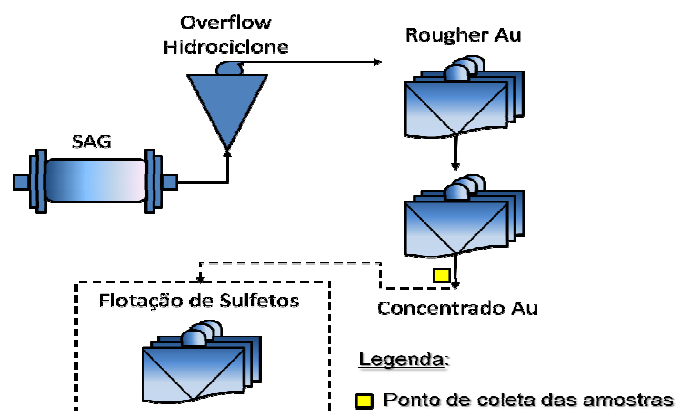 Overflow
Hidrociclone
Rougher Au
SAG
Flotação de Sulfetos
Concentrado Au
Legenda:
Ponto de coleta das amostras